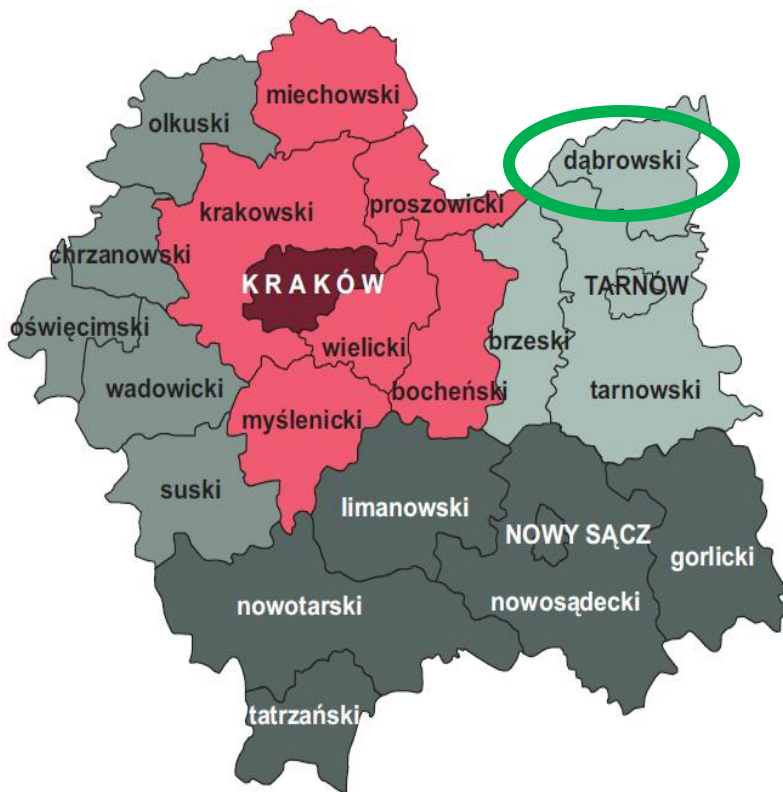 miechowski
olkuski
dąbrowski
krakowski
proszowicki
chrzanowski
KRAKÓW
TARNÓW
oświęcimski
wielicki
brzeski
wadowicki
bocheński
tarnowski
myślenicki
suski
limanowski
NOWY SĄCZ
gorlicki
nowotarski
nowosądecki
tatrzański